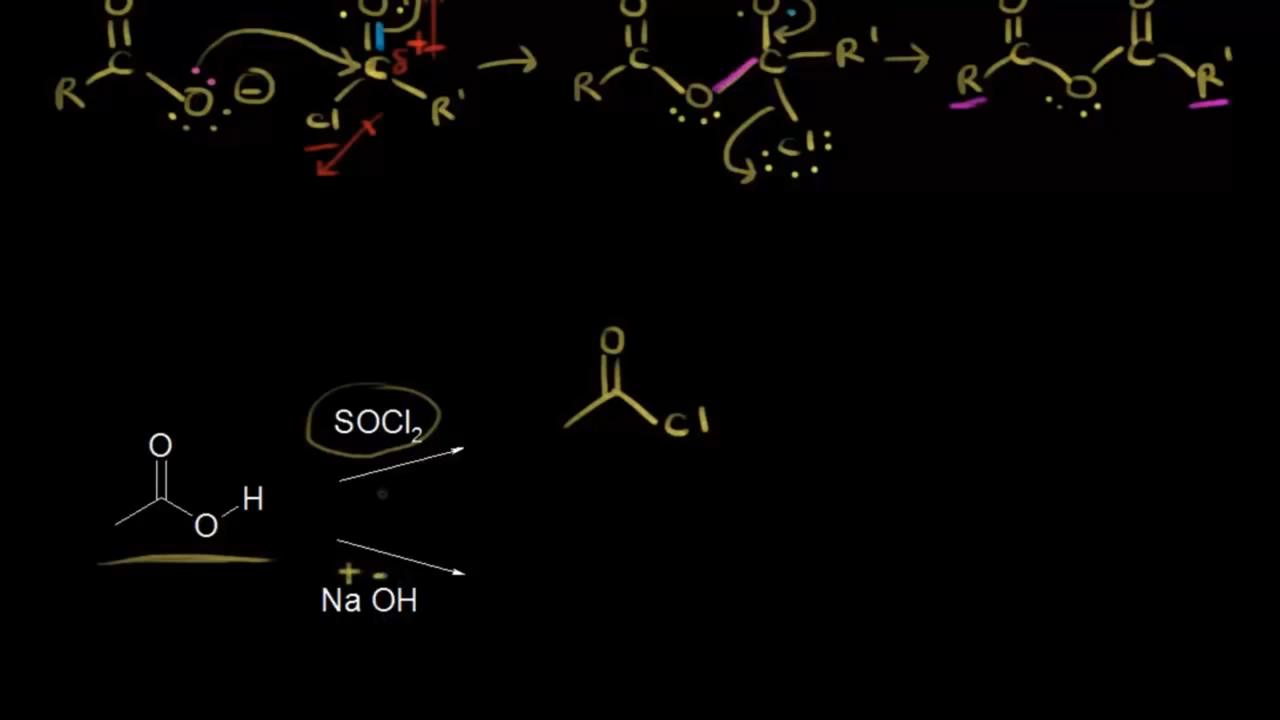 O O O O O O
C C δ+ C C R' C C
R O − R' R O R O R'
Cl Cl
O
SOCl2 Cl
O
O H
+ -
Na OH